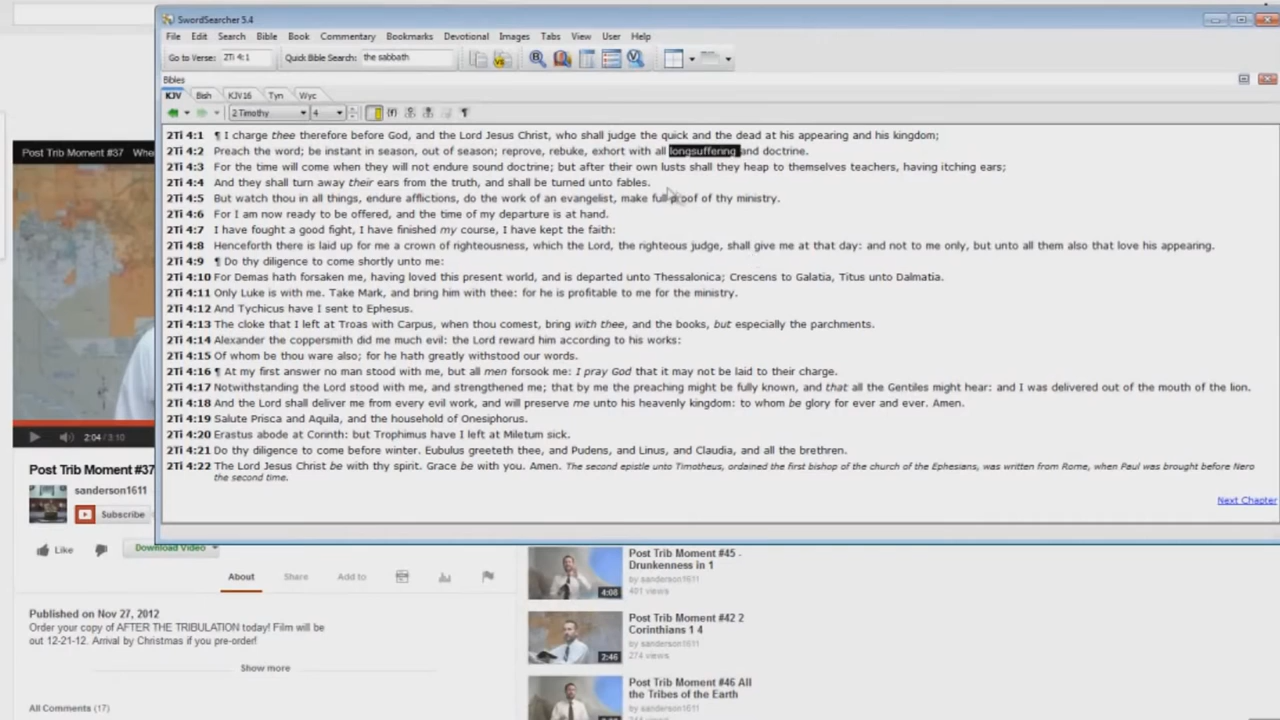 SwordSearcher 5.4
File Edit Search Bible Book Commentary Bookmarks Devotional Images Tabs View User Help
Go to Verse: 2Ti 4:1 Quick Bible Search: the sabbath
Bibles
KJV Bish KJV16 Tyn Wyc
2 Timothy 4
2Ti 4:1 ¶ I charge thee therefore before God, and the Lord Jesus Christ, who shall judge the quick and the dead at his appearing and his kingdom;
2Ti 4:2 Preach the word; be instant in season, out of season; reprove, rebuke, exhort with all longsuffering and doctrine.
2Ti 4:3 For the time will come when they will not endure sound doctrine; but after their own lusts shall they heap to themselves teachers, having itching ears;
2Ti 4:4 And they shall turn away their ears from the truth, and shall be turned unto fables.
2Ti 4:5 But watch thou in all things, endure afflictions, do the work of an evangelist, make full proof of thy ministry.
2Ti 4:6 For I am now ready to be offered, and the time of my departure is at hand.
2Ti 4:7 I have fought a good fight, I have finished my course, I have kept the faith:
2Ti 4:8 Henceforth there is laid up for me a crown of righteousness, which the Lord, the righteous judge, shall give me at that day: and not to me only, but unto all them also that love his appearing.
2Ti 4:9 ¶ Do thy diligence to come shortly unto me:
2Ti 4:10 For Demas hath forsaken me, having loved this present world, and is departed unto Thessalonica; Crescens to Galatia, Titus unto Dalmatia.
2Ti 4:11 Only Luke is with me. Take Mark, and bring him with thee: for he is profitable to me for the ministry.
2Ti 4:12 And Tychicus have I sent to Ephesus.
2Ti 4:13 The cloke that I left at Troas with Carpus, when thou comest, bring with thee, and the books, but especially the parchments.
2Ti 4:14 Alexander the coppersmith did me much evil: the Lord reward him according to his works:
2Ti 4:15 Of whom be thou ware also; for he hath greatly withstood our words.
2Ti 4:16 ¶ At my first answer no man stood with me, but all men forsook me: I pray God that it may not be laid to their charge.
2Ti 4:17 Notwithstanding the Lord stood with me, and strengthened me; that by me the preaching might be fully known, and that all the Gentiles might hear: and I was delivered out of the mouth of the lion.
2Ti 4:18 And the Lord shall deliver me from every evil work, and will preserve me unto his heavenly kingdom: to whom be glory for ever and ever. Amen.
2Ti 4:19 Salute Prisca and Aquila, and the household of Onesiphorus.
2Ti 4:20 Erastus abode at Corinth: but Trophimus have I left at Miletum sick.
2Ti 4:21 Do thy diligence to come before winter. Eubulus greeteth thee, and Pudens, and Linus, and Claudia, and all the brethren.
2Ti 4:22 The Lord Jesus Christ be with thy spirit. Grace be with you. Amen. The second epistle unto Timotheus, ordained the first bishop of the church of the Ephesians, was written from Rome, when Paul was brought before Nero
the second time.
Next Chapter
Post Trib Moment #37 Whe
2:04 / 3:10
Post Trib Moment #37
sanderson1611
Subscribe
Like
Download Video
About Share Add to
Published on Nov 27, 2012
Order your copy of AFTER THE TRIBULATION today! Film will
be out 12-21-12. Arrival by Christmas if you pre-order!
Show more
All Comments (17)
Post Trib Moment #45 -
Drunkenness in 1
by sanderson1611
401 views
4:08
Post Trib Moment #42 2
Corinthians 1 4
by sanderson1611
274 views
2:46
Post Trib Moment #46 All
the Tribes of the Earth
by sanderson1611